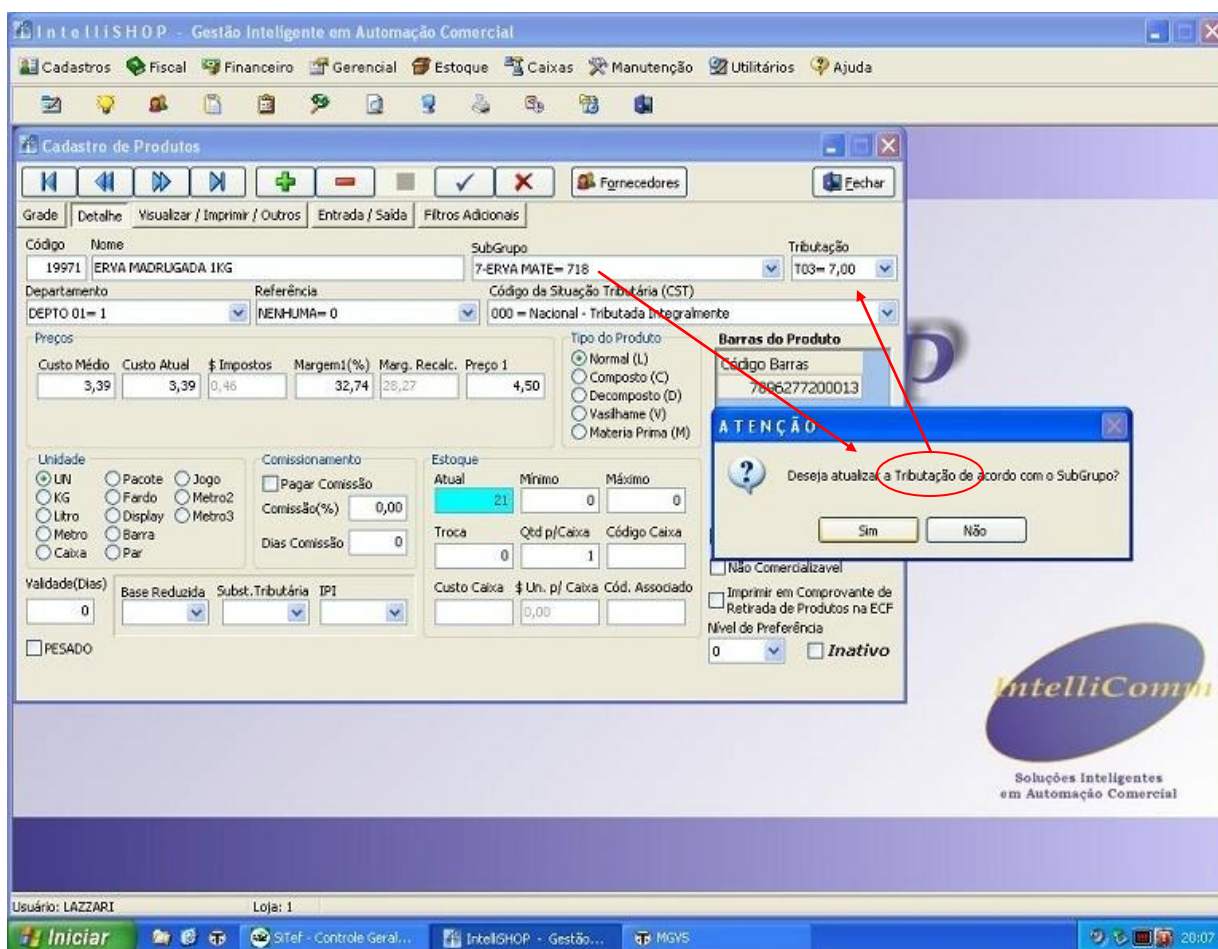 IntelliSHOP - Gestão Inteligente em Automação Comercial
Cadastros Fiscal Financeiro Gerencial Estoque Caixas Manutenção Utilitários Ajuda
Cadastro de Produtos
Fornecedores Fechar
Grade Detalhe Visualizar / Imprimir / Outros Entrada / Saída Filtros Adicionais
Código Nome SubGrupo Tributação
19971 ERVA MADRUGADA 1KG 7-ERVA MATE= 718 T03= 7,00
Departamento Referência Código da Situação Tributária (CST)
DEPTO 01= 1 NENHUMA= 0 000 = Nacional - Tributada Integralmente
Preços Tipo do Produto Barras do Produto
Custo Médio Custo Atual $ Impostos Margem1(%) Marg. Recalc. Preço 1
3,39 3,39 0,46 32,74 28,27 4,50
Normal (L)
Composto (C)
Decomposto (D)
Vasilhame (V)
Materia Prima (M)
Código Barras
7896277200013
ATENÇÃO
Deseja atualizar a Tributação de acordo com o SubGrupo?
Sim Não
Unidade
UN Pacote Jogo
KG Fardo Metro2
Litro Display Metro3
Metro Barra
Caixa Par
Comissionamento
Pagar Comissão
Comissão(%) 0,00
Dias Comissão 0
Estoque
Atual Mínimo Máximo
21 0 0
Troca Qtd p/Caixa Código Caixa
0 1
Custo Caixa $ Un. p/ Caixa Cód. Associado
0,00
Não Comercializavel
Imprimir em Comprovante de
Retirada de Produtos na ECF
Nível de Preferência
0 Inativo
Validade(Dias) Base Reduzida Subst.Tributária IPI
0
PESADO
IntelliComm
Soluções Inteligentes
em Automação Comercial
Usuário: LAZZARI Loja: 1
Iniciar SiTef - Controle Geral... IntelliSHOP - Gestão... MGV5 20:07